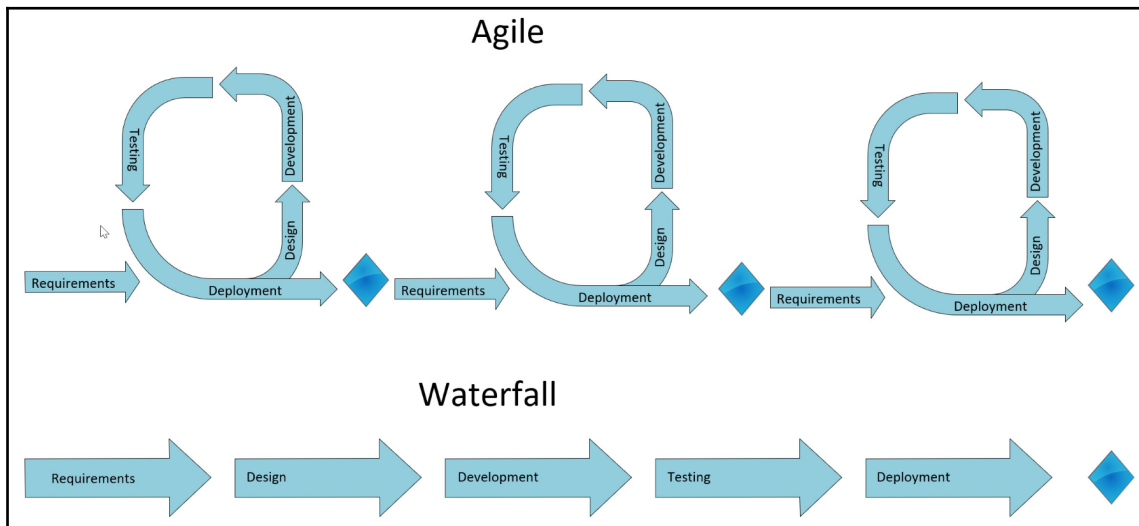 Agile
Testing
Development
Design
Requirements
Deployment
Testing
Development
Design
Requirements
Deployment
Testing
Development
Design
Requirements
Deployment
Waterfall
Requirements
Design
Development
Testing
Deployment